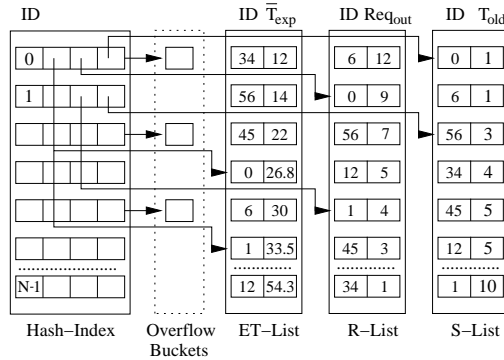 ID ID T̅exp ID Reqout ID Told
0 34 12 6 12 0 1
1 56 14 0 9 6 1
45 22 56 7 56 3
0 26.8 12 5 34 4
6 30 1 4 45 5
1 33.5 45 3 12 5
N-1 12 54.3 34 1 1 10
Hash-Index Overflow ET-List R-List S-List
Buckets